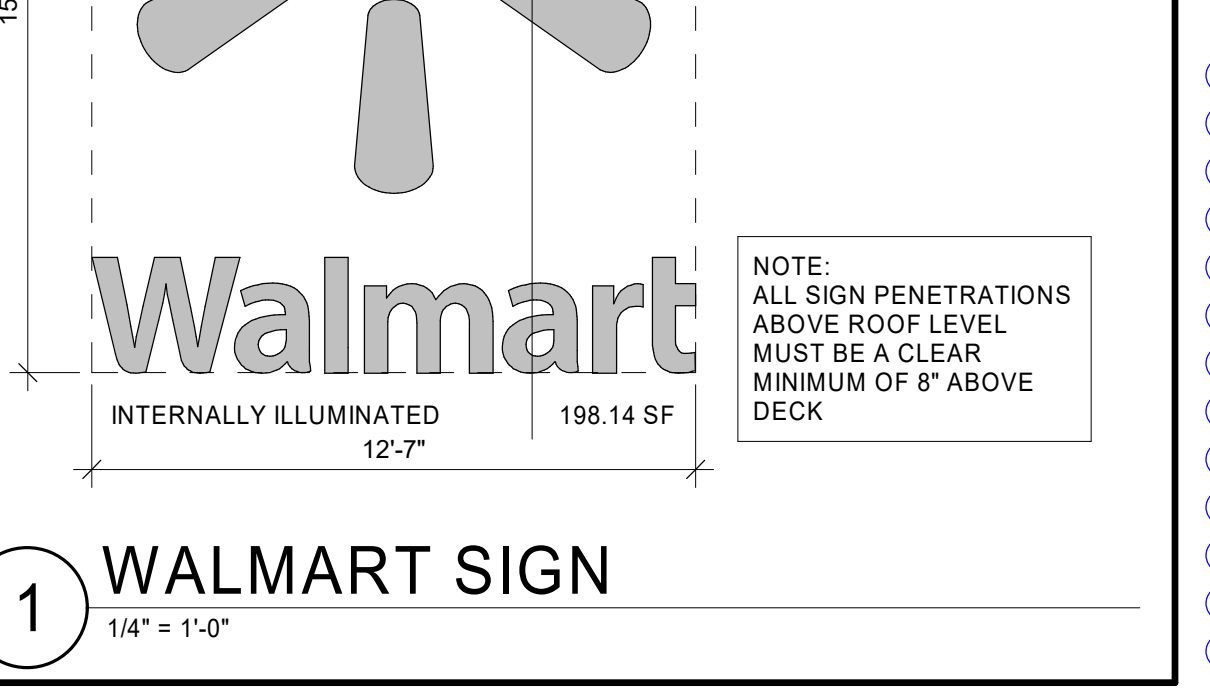 15
Walmart
NOTE:
ALL SIGN PENETRATIONS
ABOVE ROOF LEVEL
MUST BE A CLEAR
MINIMUM OF 8" ABOVE
DECK
INTERNALLY ILLUMINATED 198.14 SF
12'-7"
1 WALMART SIGN
1/4" = 1'-0"